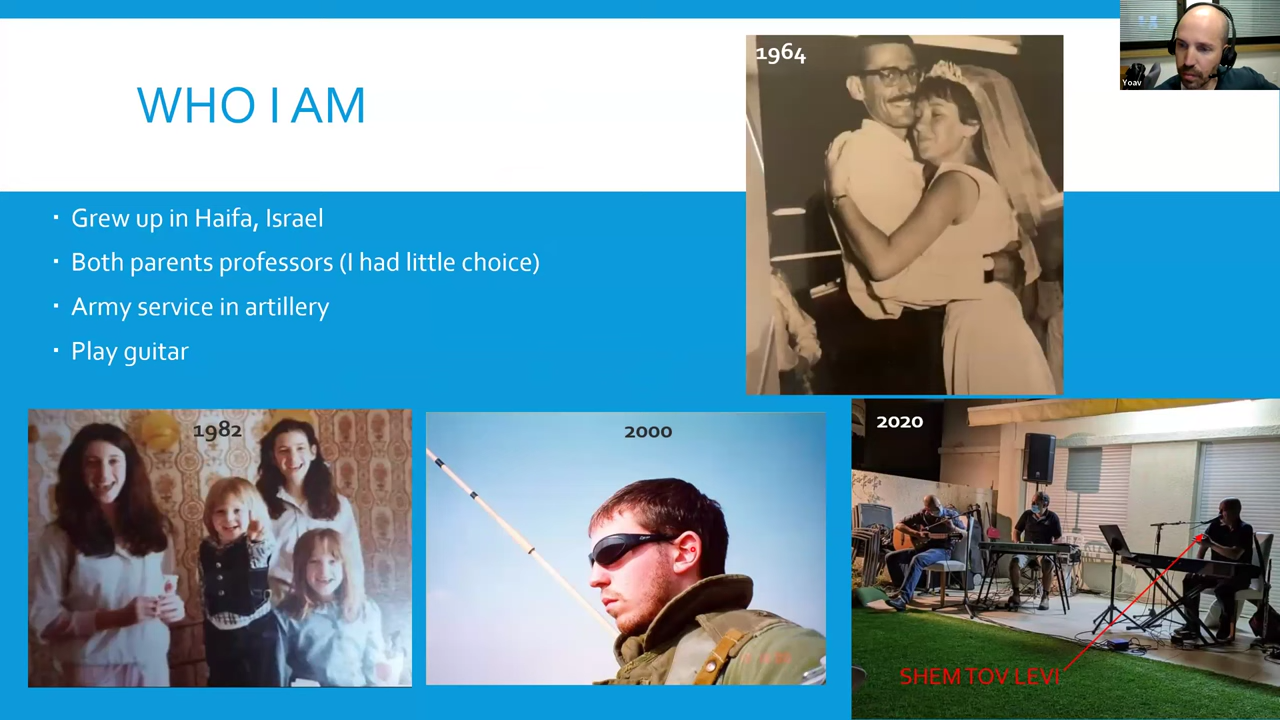 WHO I AM
Grew up in Haifa, Israel
Both parents professors (I had little choice)
Army service in artillery
Play guitar
1964
Yoav
1982
2000
2020
SHEM TOV LEVI